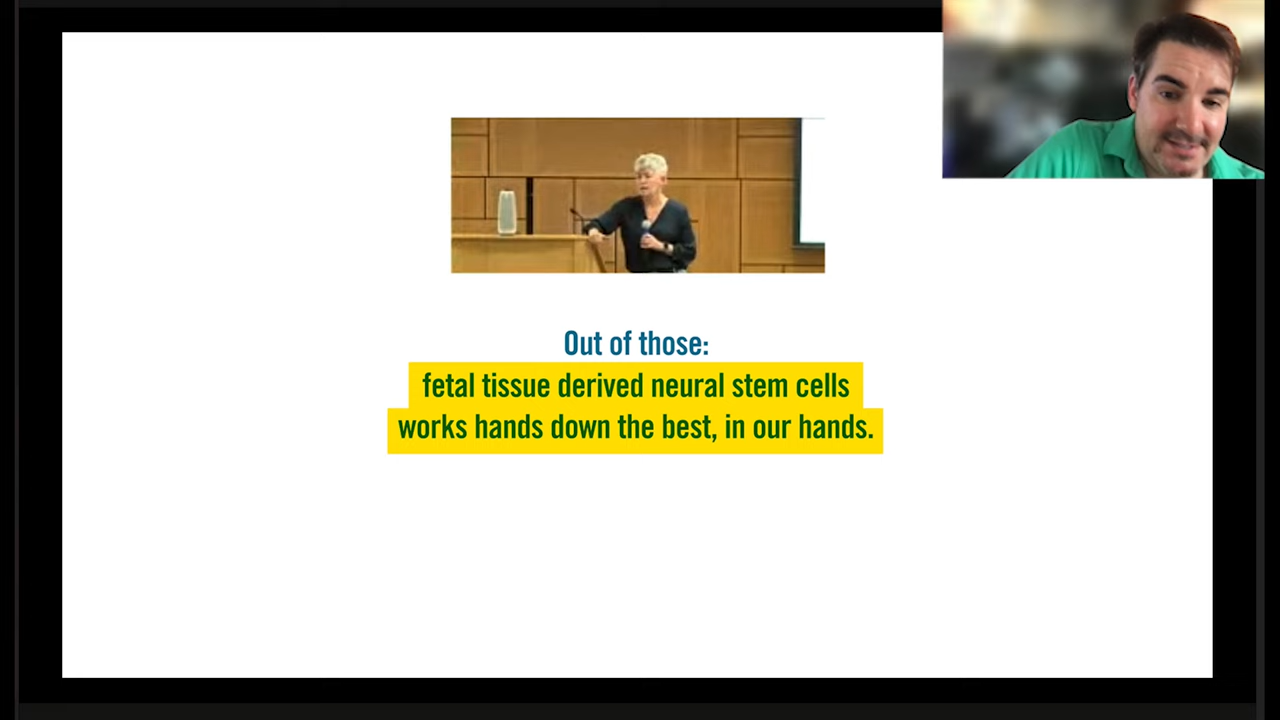 Out of those:
fetal tissue derived neural stem cells
works hands down the best, in our hands.